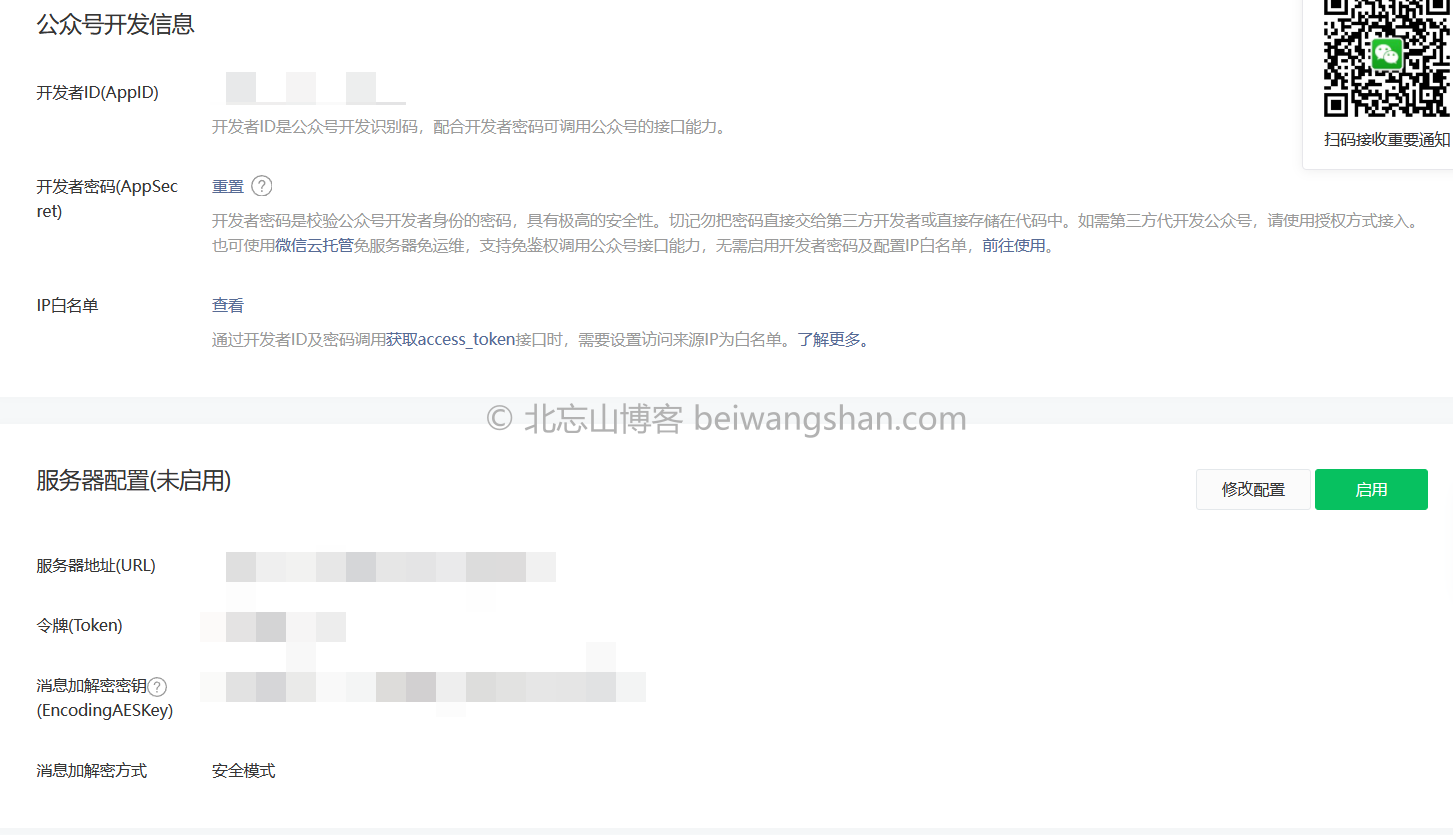 公众号开发信息
开发者ID(AppID)
开发者ID是公众号开发识别码，配合开发者密码可调用公众号的接口能力。
扫码接收重要通知
开发者密码(AppSec
ret)
重置 ?
开发者密码是校验公众号开发者身份的密码，具有极高的安全性。切记勿把密码直接交给第三方开发者或直接存储在代码中。如需第三方代开发公众号，请使用授权方式接入。
也可使用微信云托管免服务器免运维，支持免鉴权调用公众号接口能力，无需启用开发者密码及配置IP白名单，前往使用。
IP白名单
查看
通过开发者ID及密码调用获取access_token接口时，需要设置访问来源IP为白名单。了解更多。
© 北忘山博客 beiwangshan.com
服务器配置(未启用)
修改配置
启用
服务器地址(URL)
令牌(Token)
消息加解密密钥?
(EncodingAESKey)
消息加解密方式
安全模式